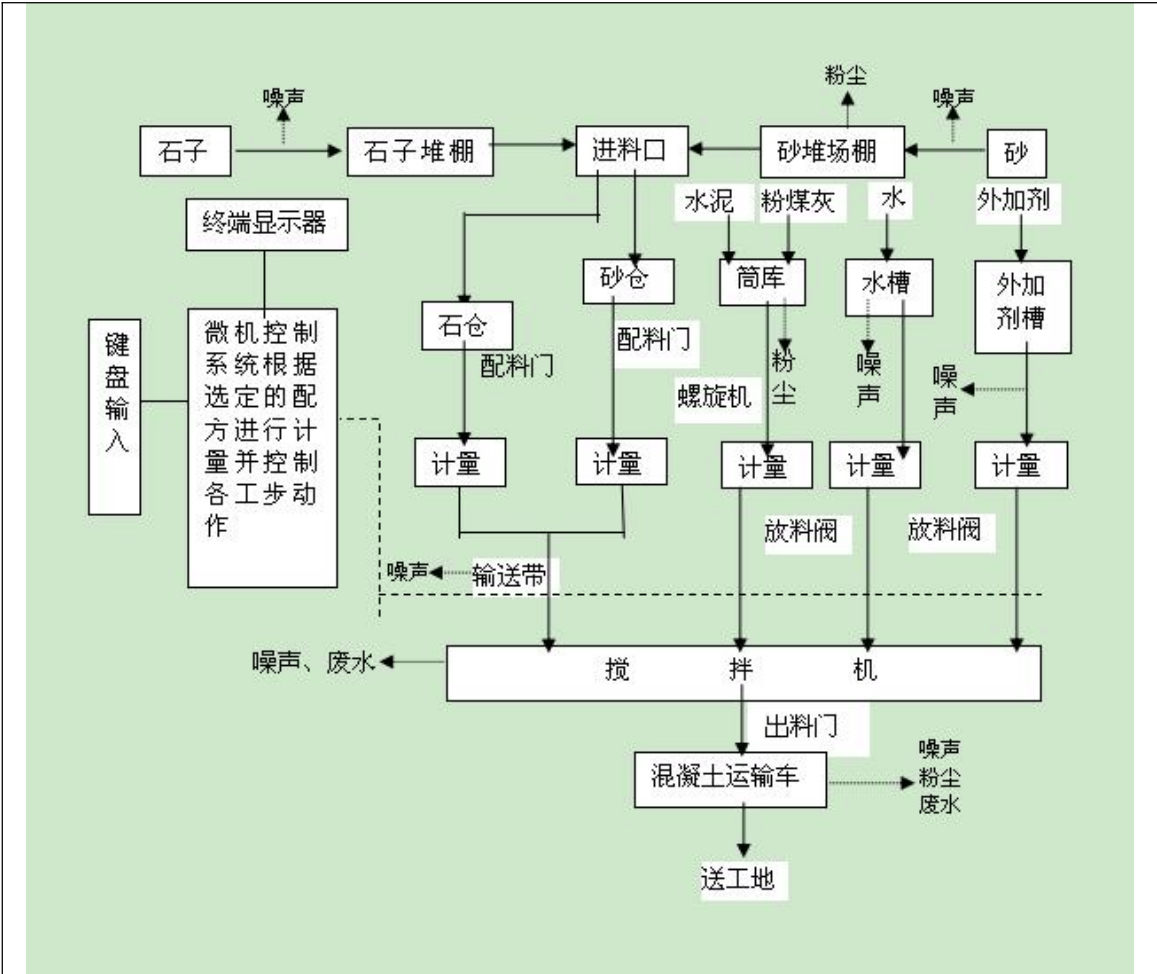 粉尘
噪声
噪声
石子
石子堆棚
进料口
砂堆场棚
砂
终端显示器
水泥
粉煤灰
水
外加剂
砂仓
筒库
水槽
外加
剂槽
石仓
键
盘
输
入
微机控制
系统根据
选定的配
方进行计
量并控制
各工步动
作
配料门
配料门
螺旋机
粉
尘
噪
声
噪
声
计量
计量
计量
计量
计量
放料阀
放料阀
噪声
输送带
噪声、废水
搅 拌 机
出料门
混凝土运输车
噪声
粉尘
废水
送工地